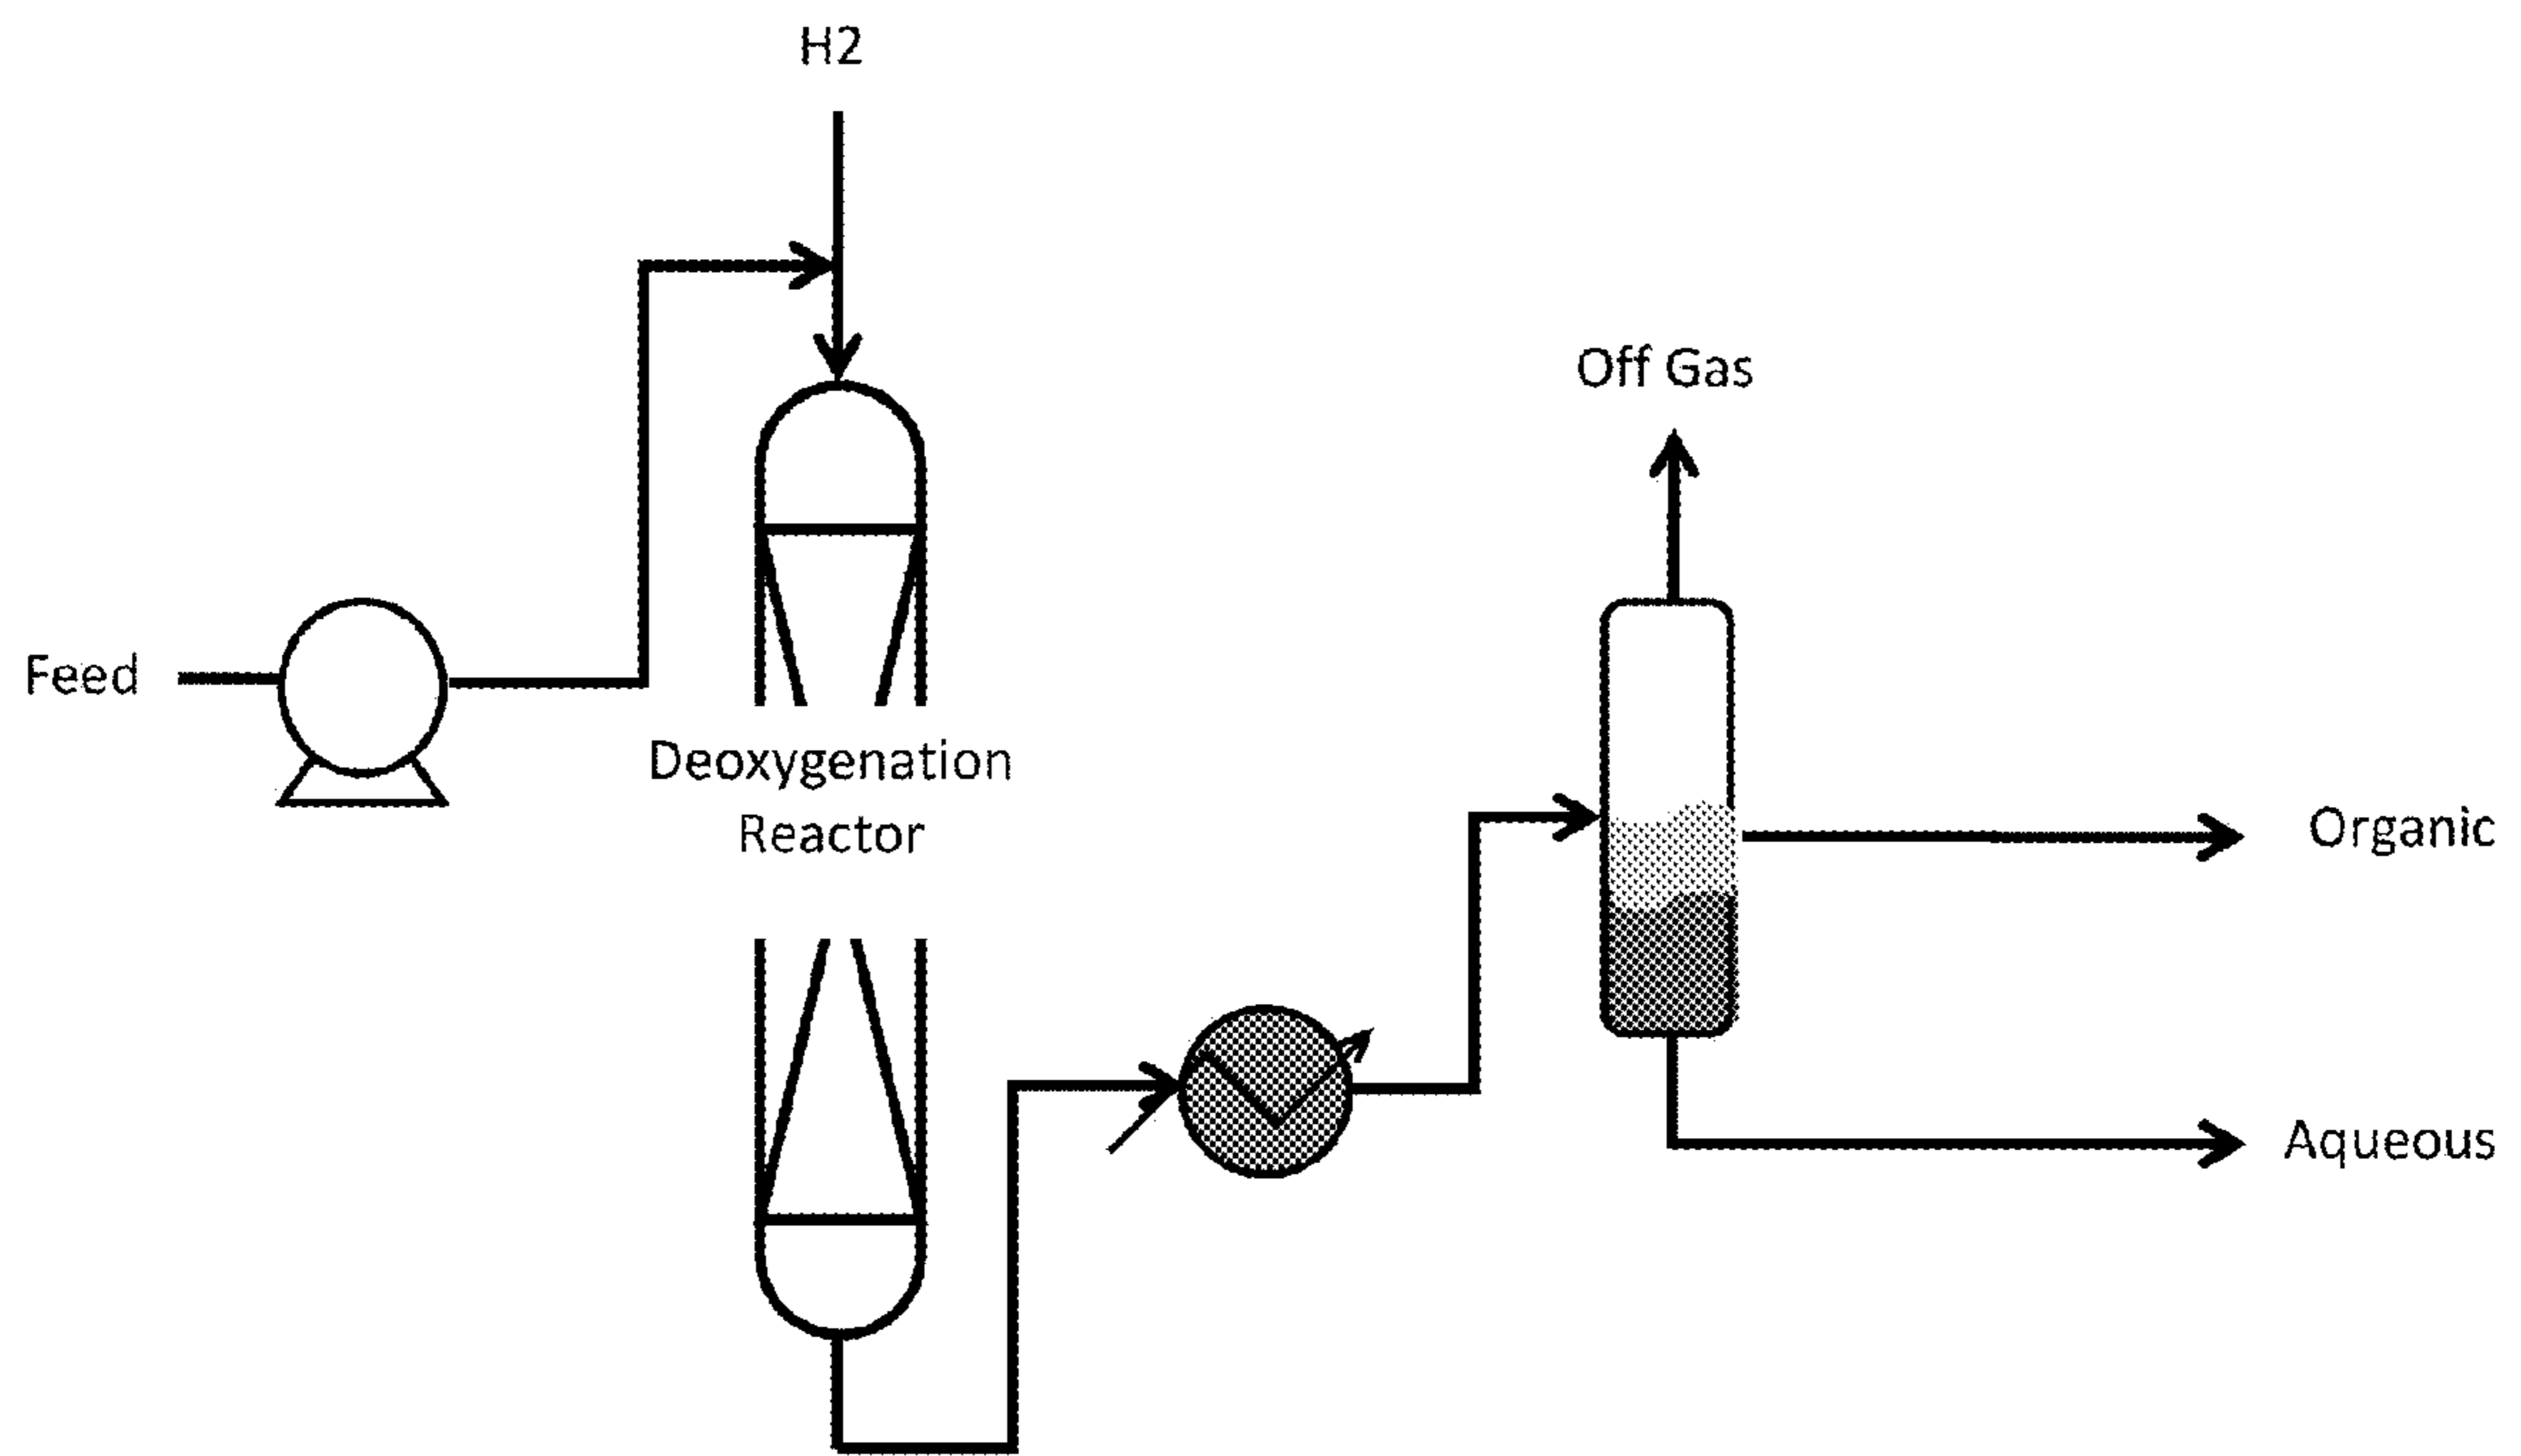 H2
Off Gas
Feed
Deoxygenation
Reactor
Organic
Aqueous